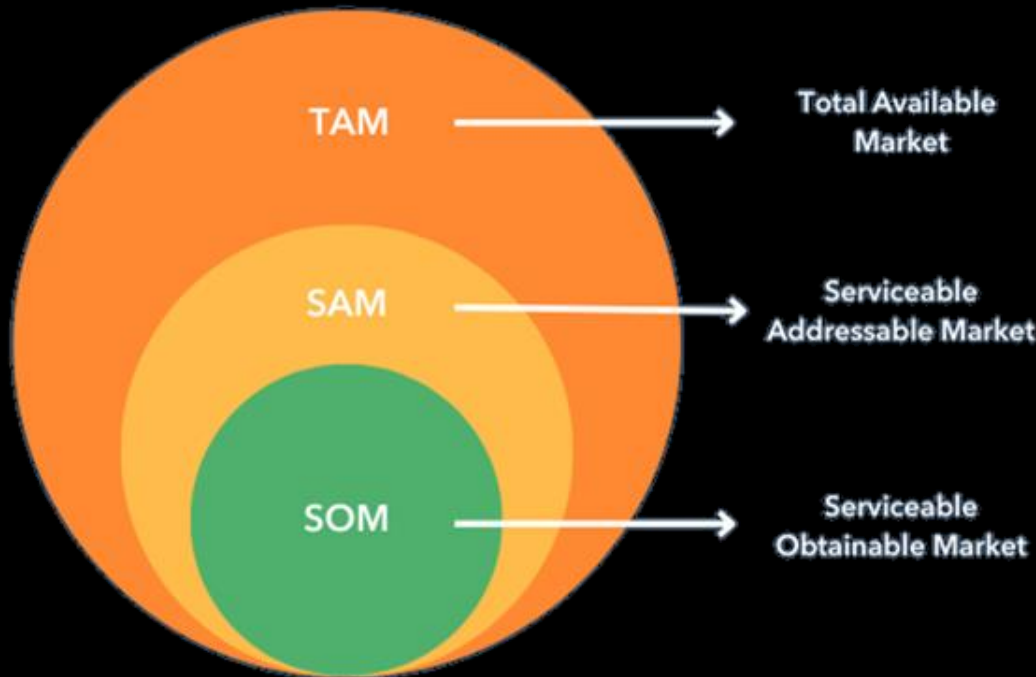 TAM
Total Available
Market
SAM
Serviceable
Addressable Market
SOM
Serviceable
Obtainable Market